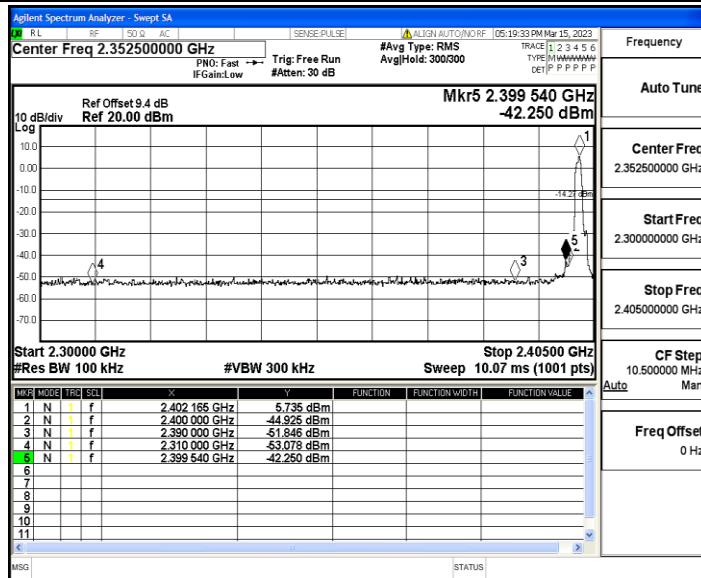 Agilent Spectrum Analyzer - Swept SA
RL RF 50 Ω AC SENSE:PULSE ALIGN AUTO/NO RF 05:19:33 PM Mar 15, 2023
Center Freq 2.352500000 GHz
PNO: Fast
IFGain:Low
Trig: Free Run
#Atten: 30 dB
#Avg Type: RMS
Avg|Hold: 300/300
TRACE 1 2 3 4 5 6
TYPE M
DET P P P P P P
Ref Offset 9.4 dB
Ref 20.00 dBm
10 dB/div
Log
Mkr5 2.399 540 GHz
-42.250 dBm
10.0
0.00
-10.0
-20.0
-30.0
-40.0
-50.0
-60.0
-70.0
1
-14.27 dBm
5
2
3
4
Start 2.30000 GHz
Stop 2.40500 GHz
#Res BW 100 kHz
#VBW 300 kHz
Sweep 10.07 ms (1001 pts)
MKR MODE TRC SCL X Y FUNCTION FUNCTION WIDTH FUNCTION VALUE
1 N 1 f 2.402 165 GHz 5.735 dBm
2 N 1 f 2.400 000 GHz -44.925 dBm
3 N 1 f 2.390 000 GHz -51.846 dBm
4 N 1 f 2.310 000 GHz -53.078 dBm
5 N 1 f 2.399 540 GHz -42.250 dBm
6
7
8
9
10
11
MSG
STATUS
Frequency
Auto Tune
Center Freq
2.352500000 GHz
Start Freq
2.300000000 GHz
Stop Freq
2.405000000 GHz
CF Step
10.500000 MHz
Auto Man
Freq Offset
0 Hz